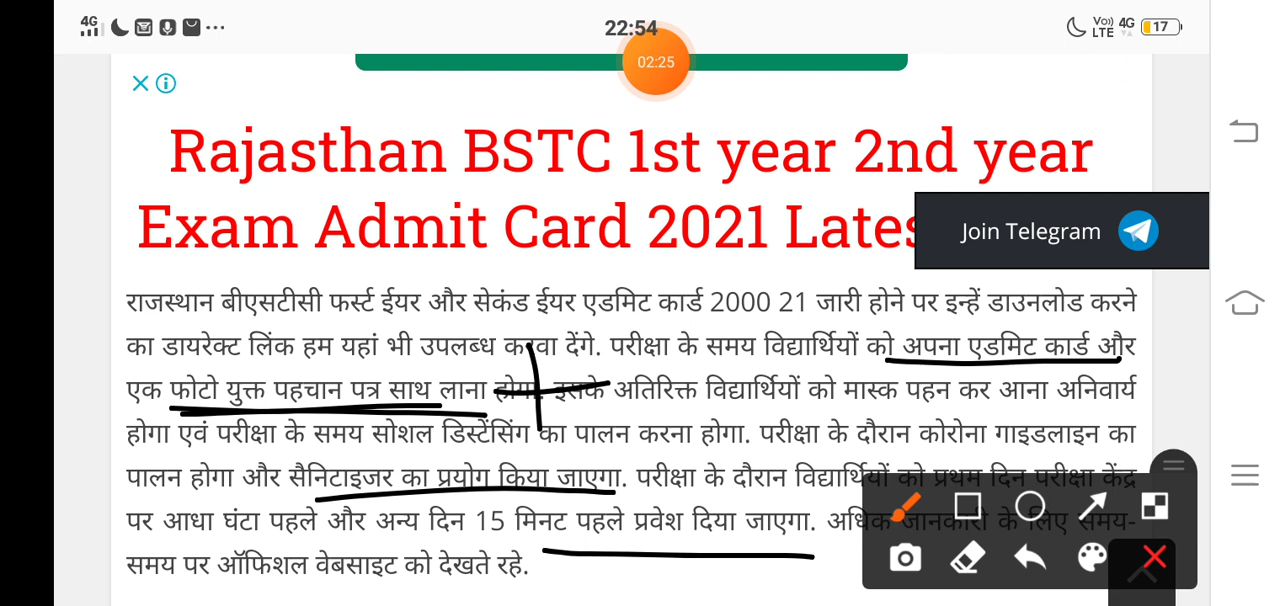 4G 22:54 Vo) LTE 4G 17
02:25
Rajasthan BSTC 1st year 2nd year
Exam Admit Card 2021
Join Telegram
राजस्थान बीएसटीसी फर्स्ट ईयर और सेकंड ईयर एडमिट कार्ड 2000 21 जारी होने पर इन्हें डाउनलोड करने
का डायरेक्ट लिंक हम यहां भी उपलब्ध करवा देंगे. परीक्षा के समय विद्यार्थियों को अपना एडमिट कार्ड और
एक फोटो युक्त पहचान पत्र साथ लाना होगा. इसके अतिरिक्त विद्यार्थियों को मास्क पहन कर आना अनिवार्य
होगा एवं परीक्षा के समय सोशल डिस्टेंसिंग का पालन करना होगा. परीक्षा के दौरान कोरोना गाइडलाइन का
पालन होगा और सैनिटाइजर का प्रयोग किया जाएगा. परीक्षा के दौरान विद्यार्थियों को प्रथम दिन परीक्षा केंद्र
पर आधा घंटा पहले और अन्य दिन 15 मिनट पहले प्रवेश दिया जाएगा. अधिक जानकारी के लिए समय-
समय पर ऑफिशल वेबसाइट को देखते रहे.